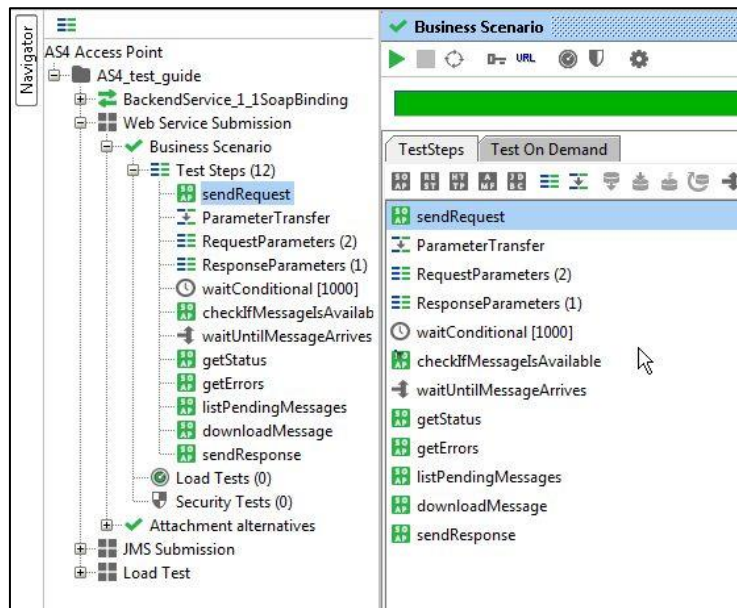 Navigator
AS4 Access Point
AS4_test_guide
BackendService_1_1SoapBinding
Web Service Submission
Business Scenario
Test Steps (12)
sendRequest
ParameterTransfer
RequestParameters (2)
ResponseParameters (1)
waitConditional [1000]
checkIfMessageIsAvailab
waitUntilMessageArrives
getStatus
getErrors
listPendingMessages
downloadMessage
sendResponse
Load Tests (0)
Security Tests (0)
Attachment alternatives
JMS Submission
Load Test
Business Scenario
URL
TestSteps Test On Demand
sendRequest
ParameterTransfer
RequestParameters (2)
ResponseParameters (1)
waitConditional [1000]
checkIfMessageIsAvailable
waitUntilMessageArrives
getStatus
getErrors
listPendingMessages
downloadMessage
sendResponse